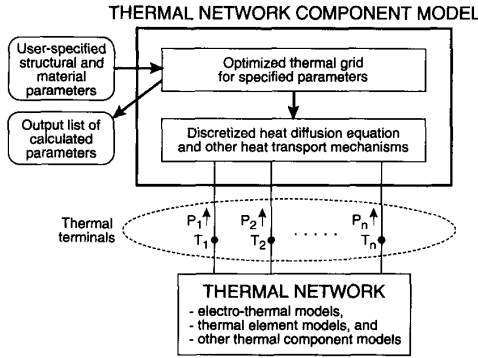 THERMAL NETWORK COMPONENT MODEL
User-specified
structural and
material
parameters
Optimized thermal grid
for specified parameters
Output list of
calculated
parameters
Discretized heat diffusion equation
and other heat transport mechanisms
Thermal
terminals
P1 P2 Pn
T1 T2 ..... Tn
THERMAL NETWORK
- electro-thermal models,
- thermal element models, and
- other thermal component models